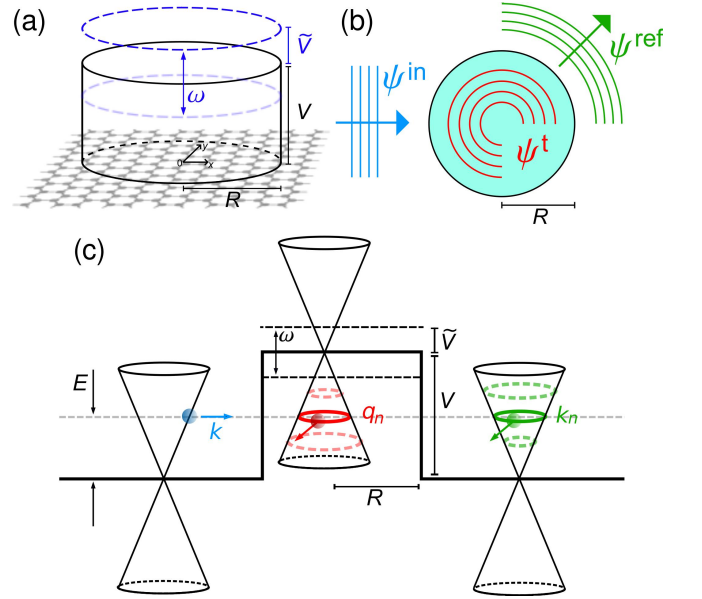 (a)
Ṽ
ω
V
0 x y
R
(b)
ψ^in
ψ^ref
ψ^t
R
(c)
ω
Ṽ
E
k
q_n
V
k_n
R